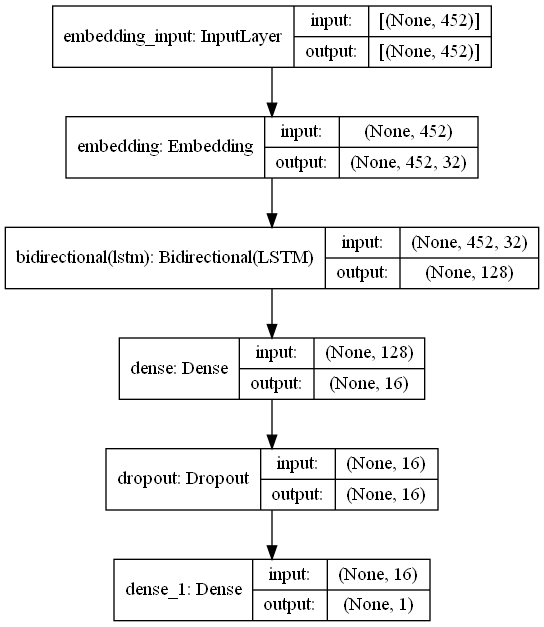 embedding_input: InputLayer
input:
[(None, 452)]
output:
[(None, 452)]
embedding: Embedding
input:
(None, 452)
output:
(None, 452, 32)
bidirectional(lstm): Bidirectional(LSTM)
input:
(None, 452, 32)
output:
(None, 128)
dense: Dense
input:
(None, 128)
output:
(None, 16)
dropout: Dropout
input:
(None, 16)
output:
(None, 16)
dense_1: Dense
input:
(None, 16)
output:
(None, 1)